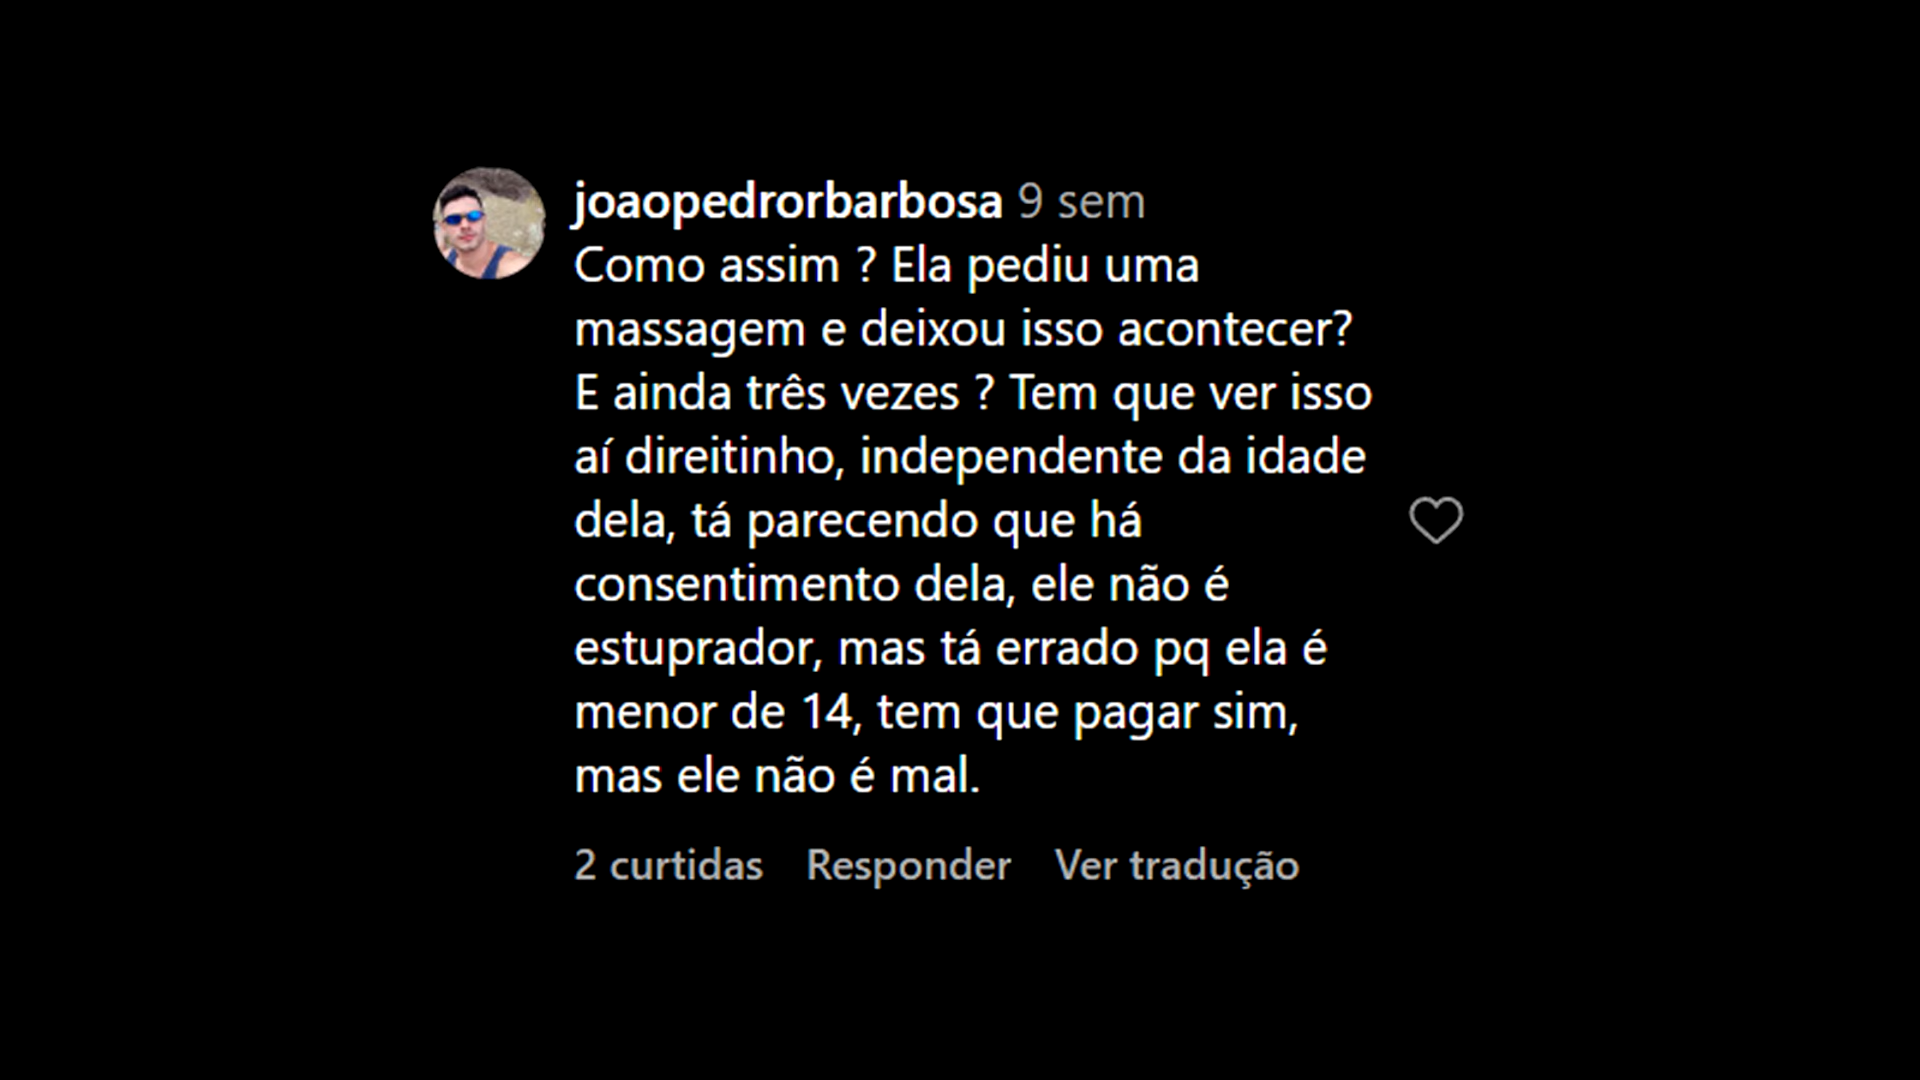 joaopedrorbarbosa 9 sem
Como assim ? Ela pediu uma
massagem e deixou isso acontecer?
E ainda três vezes ? Tem que ver isso
aí direitinho, independente da idade
dela, tá parecendo que há
consentimento dela, ele não é
estuprador, mas tá errado pq ela é
menor de 14, tem que pagar sim,
mas ele não é mal.
2 curtidas Responder Ver tradução